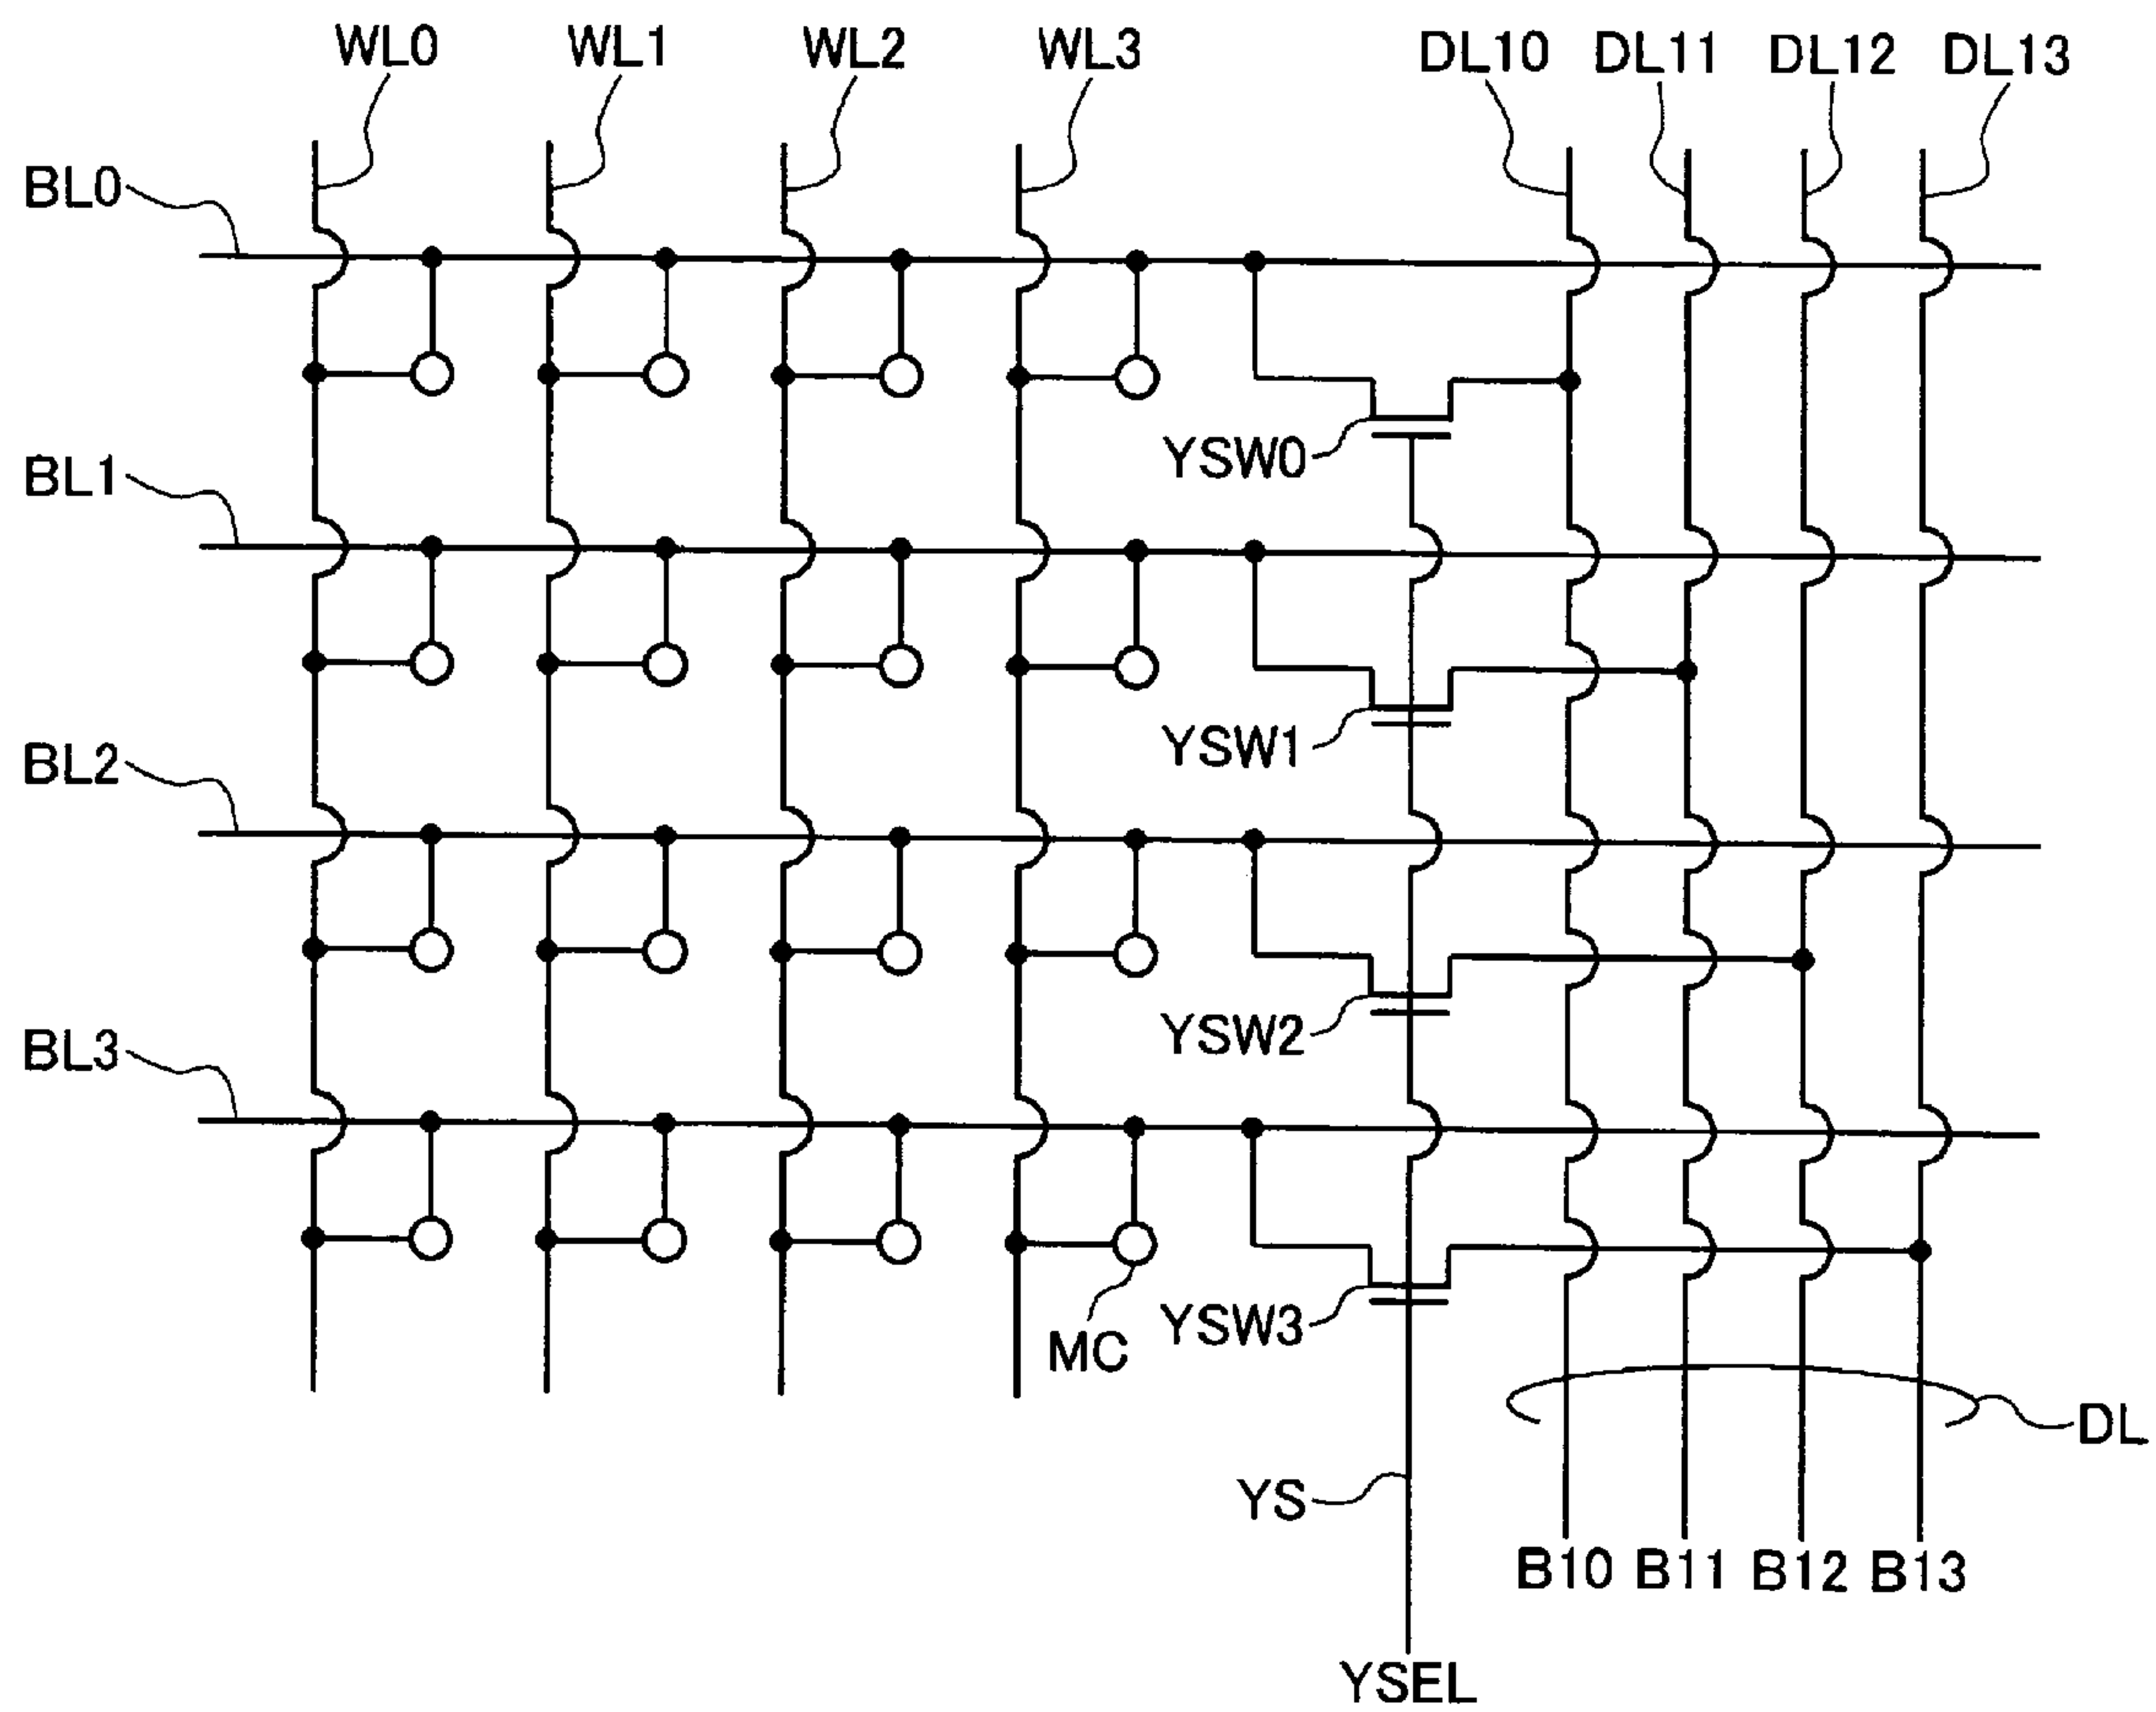 WL0 WL1 WL2 WL3 DL10 DL11 DL12 DL13
BL0
YSW0
BL1
YSW1
BL2
YSW2
BL3
YSW3
MC
DL
YS
B10 B11 B12 B13
YSEL